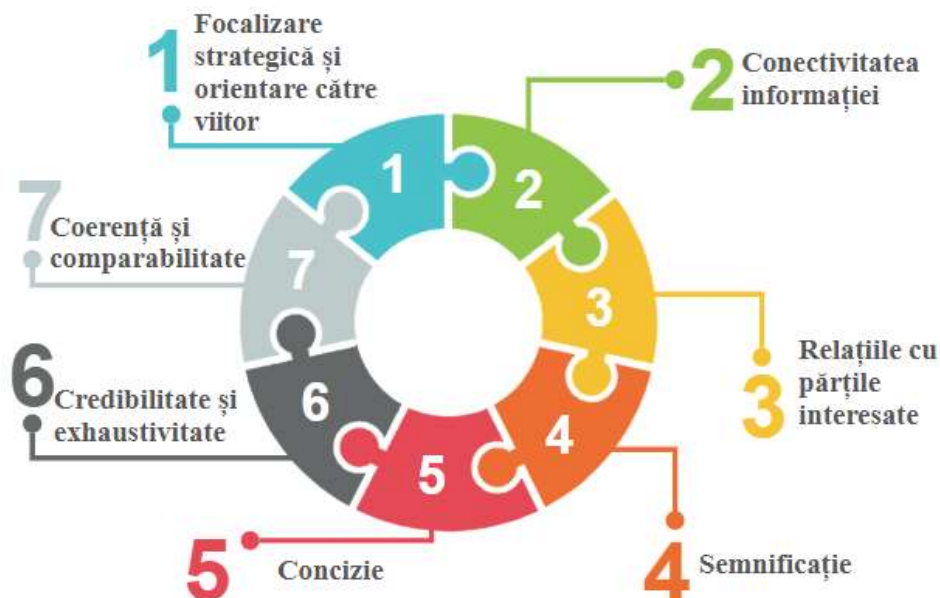 1
Focalizare
strategică și
orientare către
viitor
2
Conectivitatea
informației
3
Relațiile cu
părțile
interesate
4
Semnificație
5
Concizie
6
Credibilitate și
exhaustivitate
7
Coerență și
comparabilitate
1
2
3
4
5
6
7